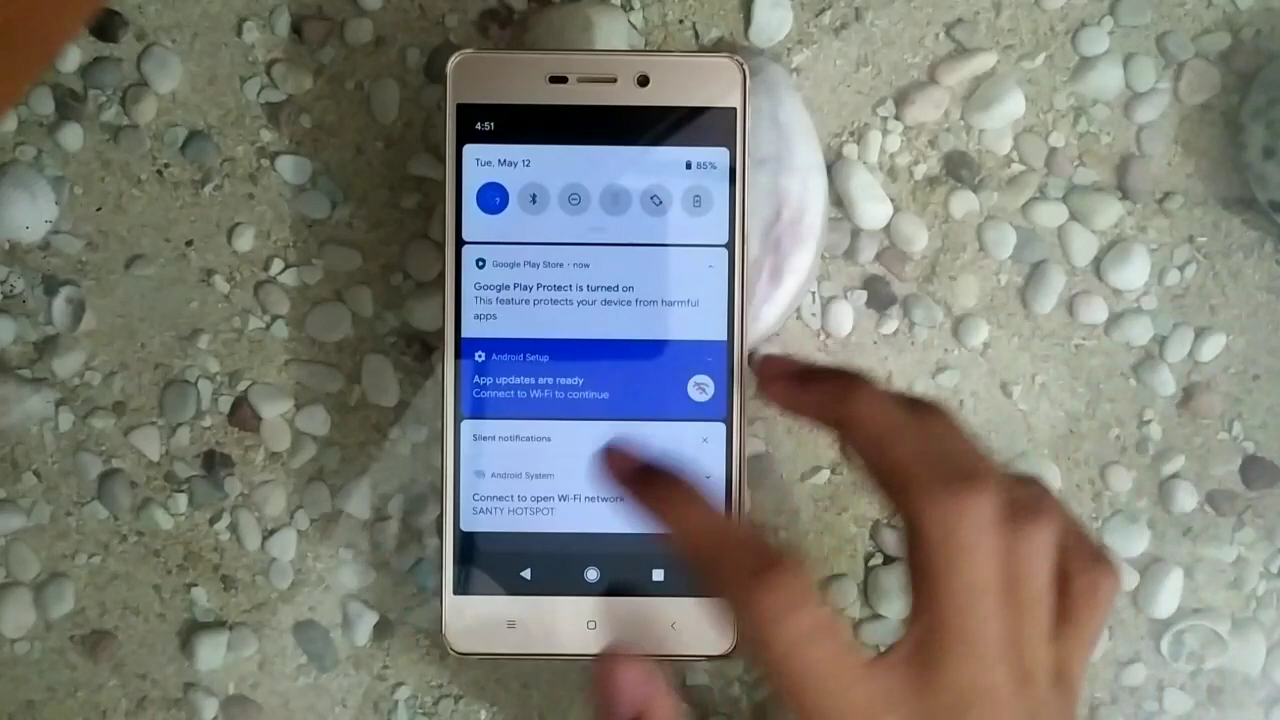 4:51
Tue, May 12
85%
?
Google Play Store • now
Google Play Protect is turned on
This feature protects your device from harmful
apps
Android Setup
App updates are ready
Connect to Wi-Fi to continue
Silent notifications
Android System
Connect to open Wi-Fi network
SANTY HOTSPOT